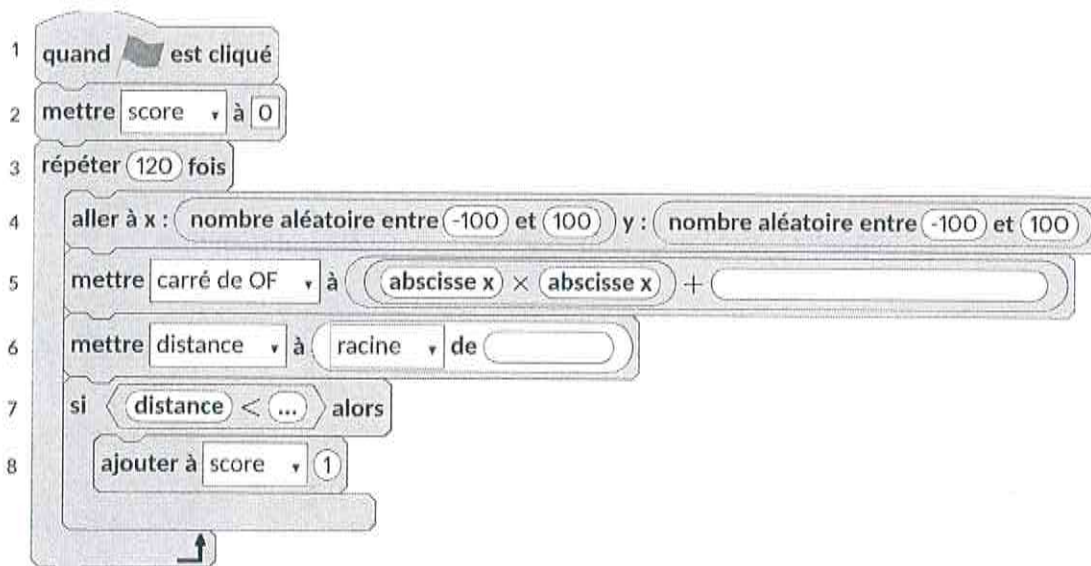 1 quand est cliqué
2 mettre score à 0
3 répéter 120 fois
4 aller à x : nombre aléatoire entre -100 et 100 y : nombre aléatoire entre -100 et 100
5 mettre carré de OF à abscisse x × abscisse x +
6 mettre distance à racine de
7 si distance < ... alors
8 ajouter à score 1